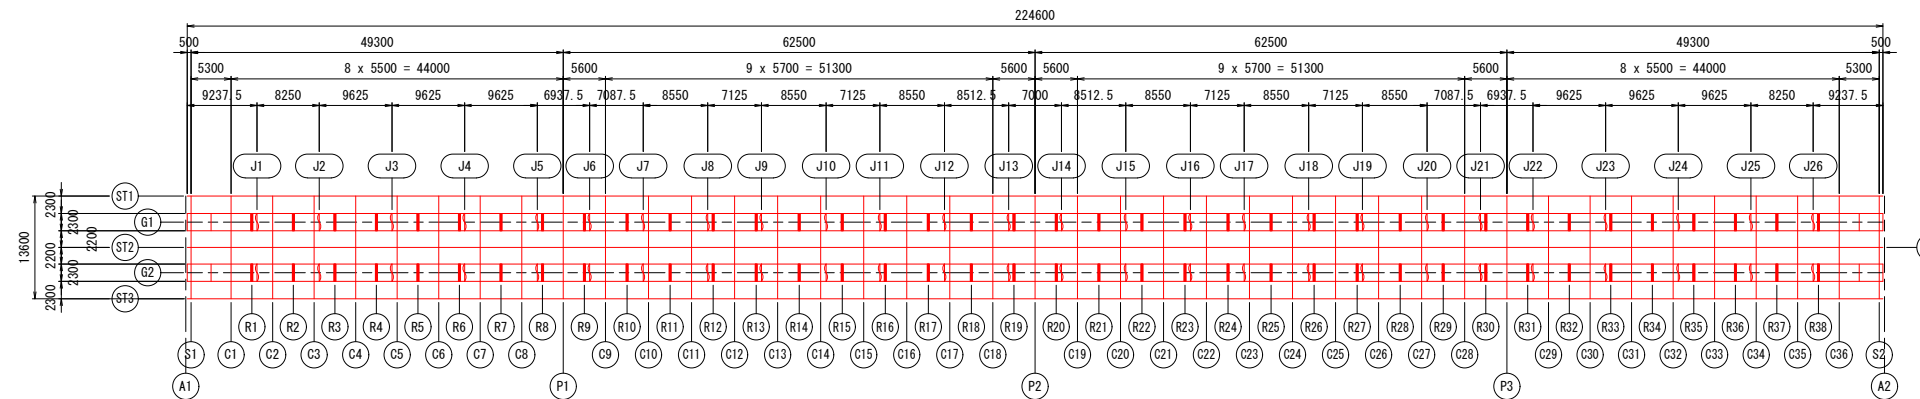 224600
500 49300 62500 62500 49300 500
5300 8 x 5500 = 44000 5600 9 x 5700 = 51300 5600 5600 9 x 5700 = 51300 5600 8 x 5500 = 44000 5300
9237.5 8250 9625 9625 9625 6937.5 7087.5 8550 7125 8550 7125 8550 8512.5 7000 8512.5 8550 7125 8550 7125 8550 7087.5 6937.5 9625 9625 9625 8250 9237.5
J1 J2 J3 J4 J5 J6 J7 J8 J9 J10 J11 J12 J13 J14 J15 J16 J17 J18 J19 J20 J21 J22 J23 J24 J25 J26
ST1
G1
ST2
G2
ST3
13600
2300
2300
2200
2200
2300
2300
R1 R2 R3 R4 R5 R6 R7 R8 R9 R10 R11 R12 R13 R14 R15 R16 R17 R18 R19 R20 R21 R22 R23 R24 R25 R26 R27 R28 R29 R30 R31 R32 R33 R34 R35 R36 R37 R38
S1 C1 C2 C3 C4 C5 C6 C7 C8 C9 C10 C11 C12 C13 C14 C15 C16 C17 C18 C19 C20 C21 C22 C23 C24 C25 C26 C27 C28 C29 C30 C31 C32 C33 C34 C35 C36 S2
A1 P1 P2 P3 A2